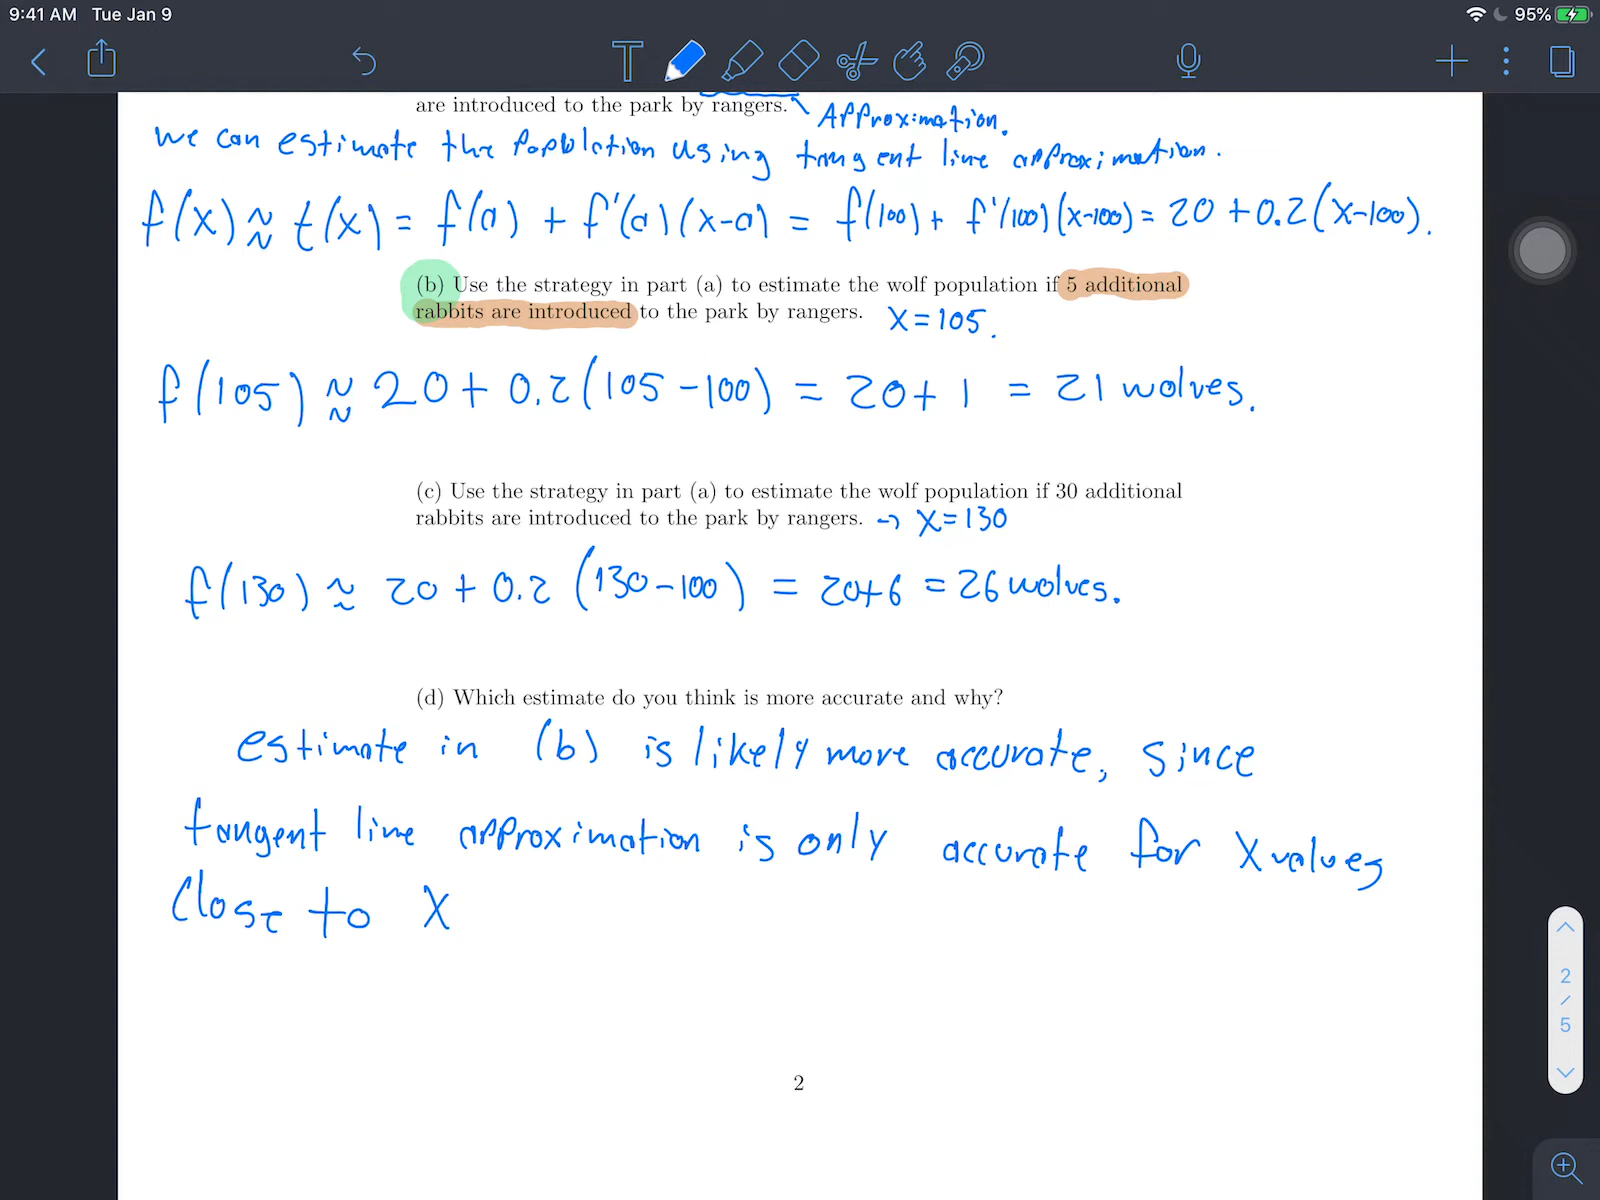 9:41 AM Tue Jan 9
95%
T
are introduced to the park by rangers. Approximation.
we can estimate the population using tangent line approximation.
f(x) ≈ t(x) = f(a) + f'(a)(x-a) = f(100) + f'(100)(x-100) = 20 + 0.2(x-100).
(b) Use the strategy in part (a) to estimate the wolf population if 5 additional
rabbits are introduced to the park by rangers. X=105.
f(105) ≈ 20 + 0.2(105-100) = 20+1 = 21 wolves.
(c) Use the strategy in part (a) to estimate the wolf population if 30 additional
rabbits are introduced to the park by rangers. → X=130
f(130) ≈ 20 + 0.2 (130-100) = 20+6 = 26 wolves.
(d) Which estimate do you think is more accurate and why?
estimate in (b) is likely more accurate, since
tangent line approximation is only accurate for x values
close to x
2
/
5
2